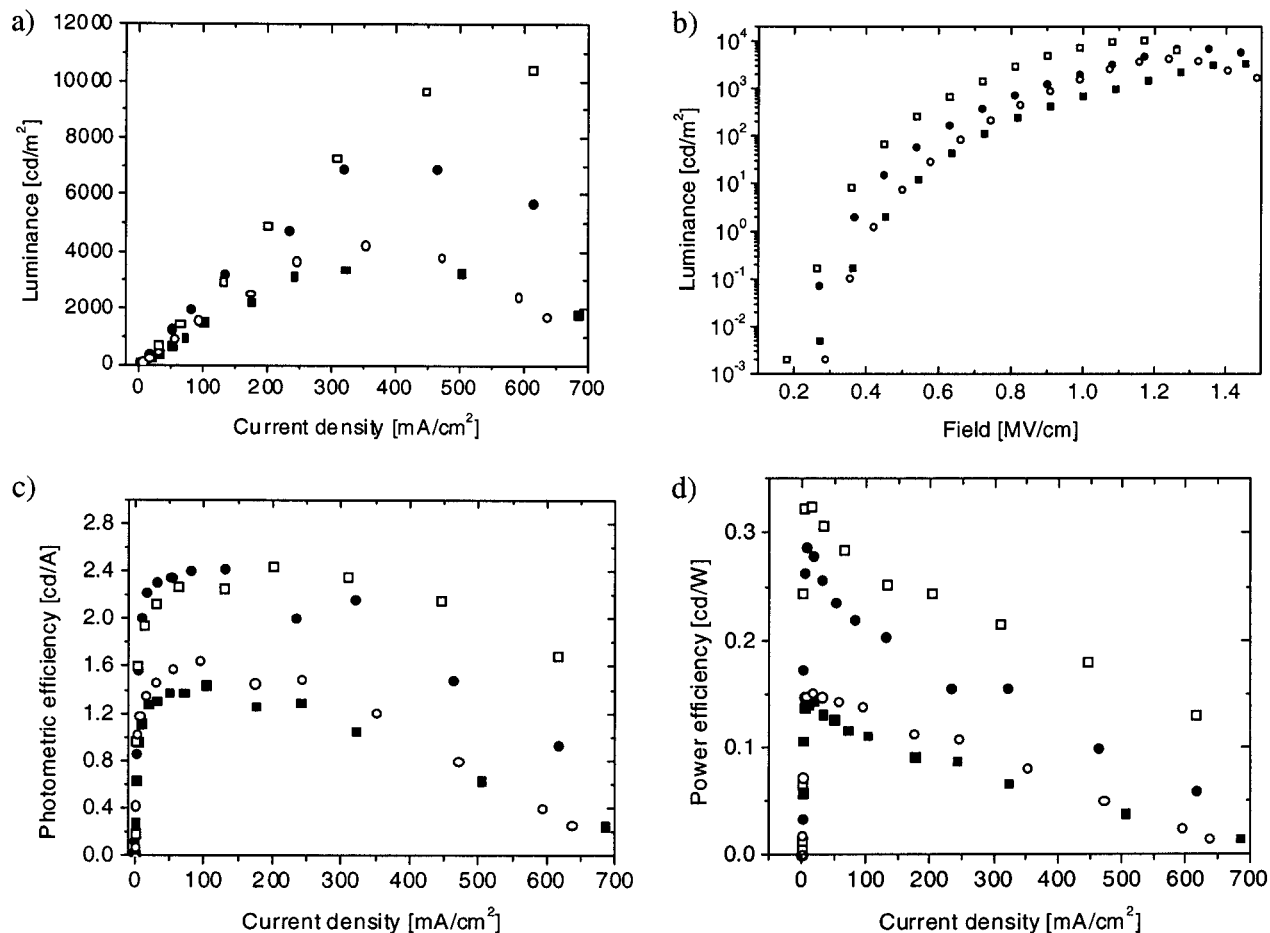 a)
12000
10000
8000
6000
4000
2000
0
Luminance [cd/m²]
0 100 200 300 400 500 600 700
Current density [mA/cm²]
b)
10⁴
10³
10²
10¹
10⁰
10⁻¹
10⁻²
10⁻³
Luminance [cd/m²]
0.2 0.4 0.6 0.8 1.0 1.2 1.4
Field [MV/cm]
c)
2.8
2.4
2.0
1.6
1.2
0.8
0.4
0.0
Photometric efficiency [cd/A]
0 100 200 300 400 500 600 700
Current density [mA/cm²]
d)
0.3
0.2
0.1
0.0
Power efficiency [cd/W]
0 100 200 300 400 500 600 700
Current density [mA/cm²]